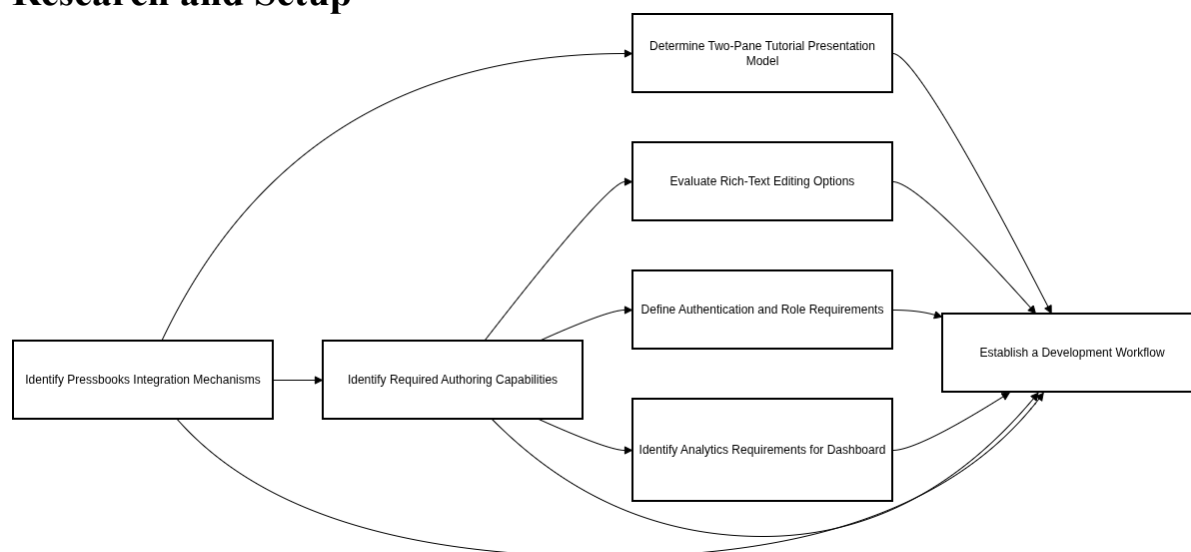 Research and Setup
Determine Two-Pane Tutorial Presentation
Model
Evaluate Rich-Text Editing Options
Define Authentication and Role Requirements
Identify Pressbooks Integration Mechanisms
Identify Required Authoring Capabilities
Establish a Development Workflow
Identify Analytics Requirements for Dashboard